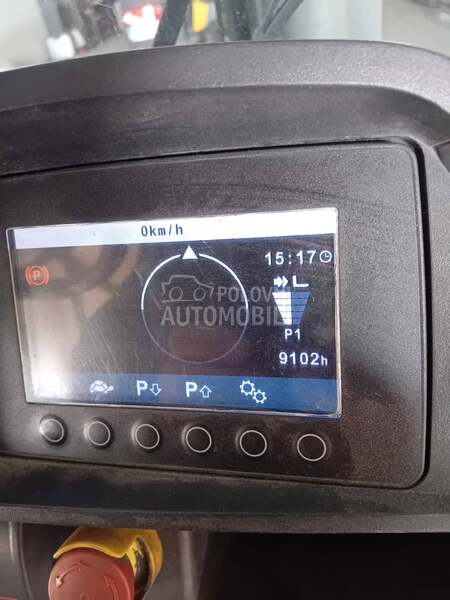 0km/h
15:17
P
POLOVNI
AUTOMOBILI
P1
9102h
P P